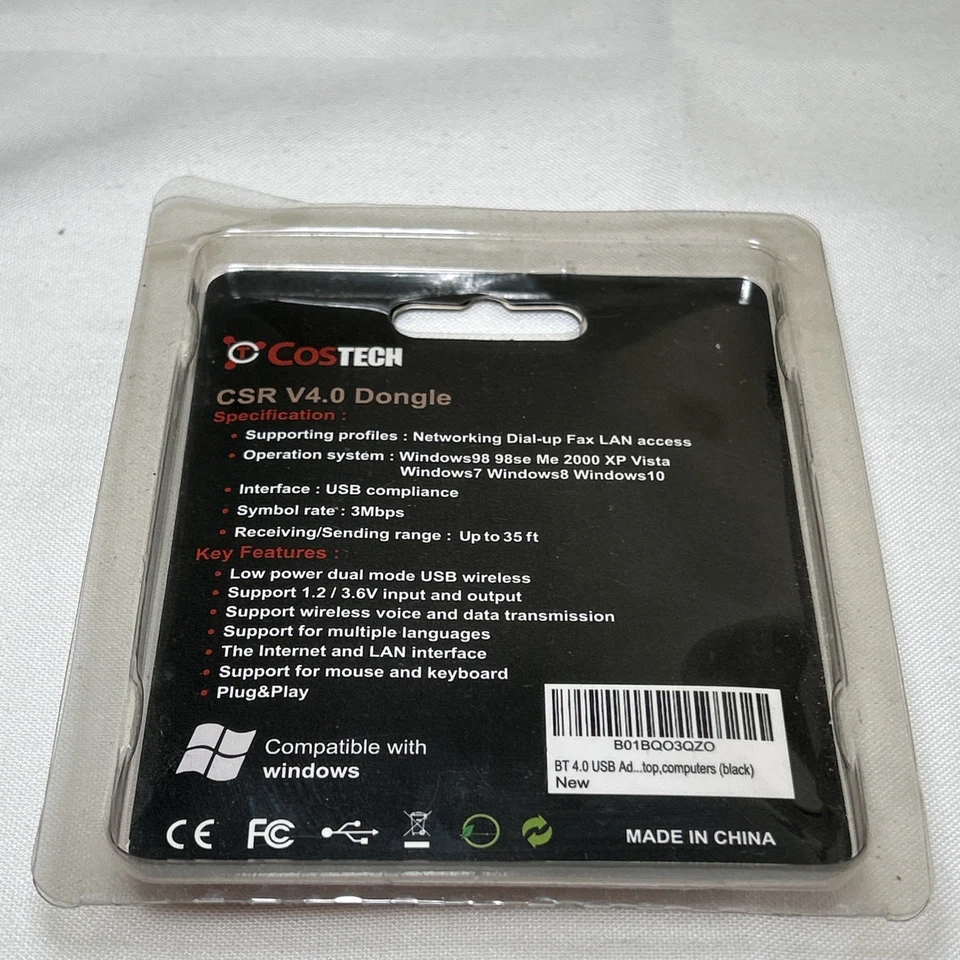 COSTECH
CSR V4.0 Dongle
Specification :
• Supporting profiles : Networking Dial-up Fax LAN access
• Operation system : Windows98 98se Me 2000 XP Vista
Windows7 Windows8 Windows10
• Interface : USB compliance
• Symbol rate : 3Mbps
• Receiving/Sending range : Up to 35 ft
Key Features :
• Low power dual mode USB wireless
• Support 1.2 / 3.6V input and output
• Support wireless voice and data transmission
• Support for multiple languages
• The Internet and LAN interface
• Support for mouse and keyboard
• Plug&Play
Compatible with
windows
B01BQO3QZO
BT 4.0 USB Ad...top,computers (black)
New
CE FC
MADE IN CHINA